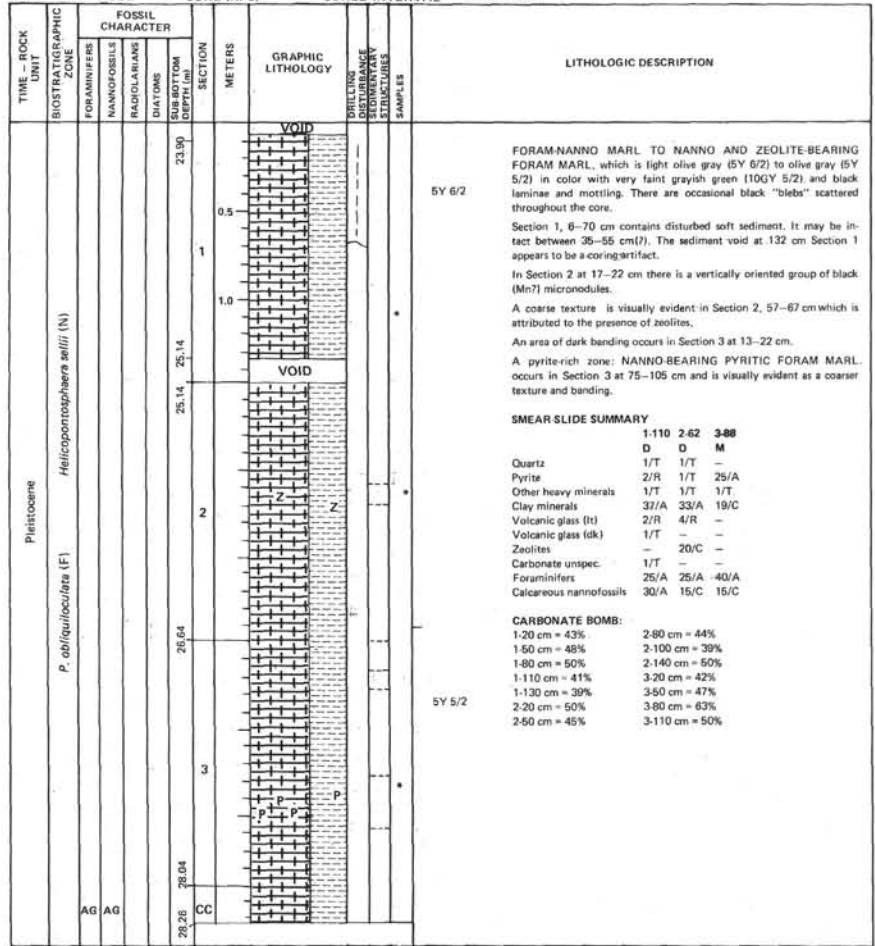 FOSSIL
CHARACTER
TIME – ROCK
UNIT
BIOSTRATIGRAPHIC
ZONE
FORAMINIFERS
NANNOFOSSILS
RADIOLARIANS
DIATOMS
SUB-BOTTOM
DEPTH (m)
SECTION
METERS
GRAPHIC
LITHOLOGY
DRILLING
DISTURBANCE
SEDIMENTARY
STRUCTURES
SAMPLES
LITHOLOGIC DESCRIPTION
Pleistocene
P. obliquiloculata (F)
Helicopontosphaera sellii (N)
AG AG
23.90
25.14
25.14
26.64
28.04
28.26
1
2
3
CC
0.5
1.0
VOID
VOID
Z
Z
P
P
P
P
5Y 6/2
5Y 5/2
FORAM-NANNO MARL TO NANNO AND ZEOLITE-BEARING
FORAM MARL, which is light olive gray (5Y 6/2) to olive gray (5Y
5/2) in color with very faint grayish green (10GY 5/2) and black
laminae and mottling. There are occasional black "blebs" scattered
throughout the core.
Section 1, 6–70 cm contains disturbed soft sediment. It may be in-
tact between 35–55 cm(?). The sediment void at 132 cm Section 1
appears to be a coring artifact.
In Section 2 at 17–22 cm there is a vertically oriented group of black
(Mn?) micronodules.
A coarse texture is visually evident in Section 2, 57–67 cm which is
attributed to the presence of zeolites.
An area of dark banding occurs in Section 3 at 13–22 cm.
A pyrite-rich zone: NANNO-BEARING PYRITIC FORAM MARL.
occurs in Section 3 at 75–105 cm and is visually evident as a coarser
texture and banding.
SMEAR SLIDE SUMMARY
1-110 2-62 3-88
D D M
Quartz 1/T 1/T –
Pyrite 2/R 1/T 25/A
Other heavy minerals 1/T 1/T 1/T
Clay minerals 37/A 33/A 19/C
Volcanic glass (lt) 2/R 4/R –
Volcanic glass (dk) 1/T – –
Zeolites – 20/C –
Carbonate unspec. 1/T – –
Foraminifers 25/A 25/A 40/A
Calcareous nannofossils 30/A 15/C 15/C
CARBONATE BOMB:
1-20 cm = 43% 2-80 cm = 44%
1-50 cm = 48% 2-100 cm = 39%
1-80 cm = 50% 2-140 cm = 50%
1-110 cm = 41% 3-20 cm = 42%
1-130 cm = 39% 3-50 cm = 47%
2-20 cm = 50% 3-80 cm = 63%
2-50 cm = 45% 3-110 cm = 50%